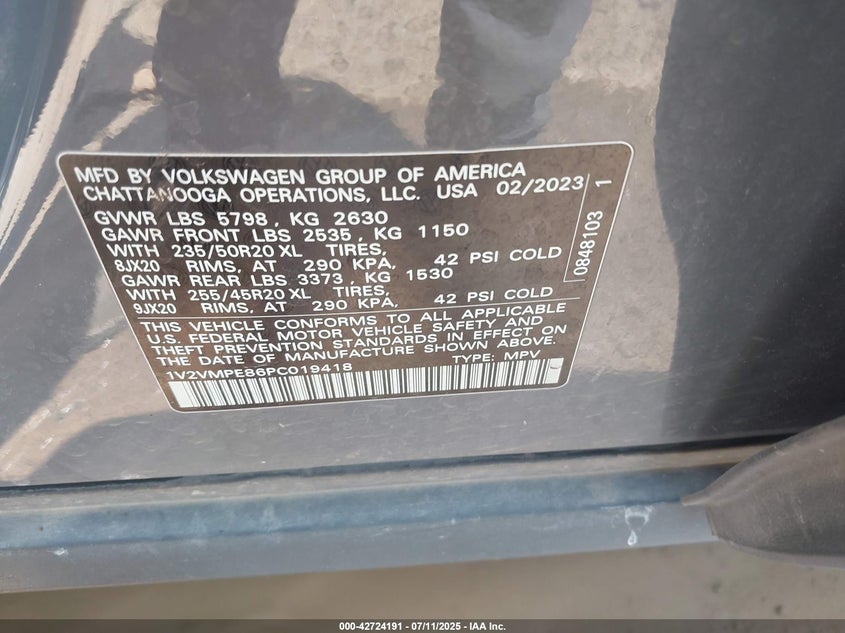 MFD BY VOLKSWAGEN GROUP OF AMERICA
CHATTANOOGA OPERATIONS, LLC. USA 02/2023
GVWR LBS 5798 , KG 2630
GAWR FRONT LBS 2535 , KG 1150
WITH 235/50R20 XL TIRES,
8JX20 RIMS, AT 290 KPA, 42 PSI COLD
GAWR REAR LBS 3373 , KG 1530
WITH 255/45R20 XL TIRES,
9JX20 RIMS, AT 290 KPA, 42 PSI COLD
THIS VEHICLE CONFORMS TO ALL APPLICABLE
U.S. FEDERAL MOTOR VEHICLE SAFETY AND
THEFT PREVENTION STANDARDS IN EFFECT ON
THE DATE OF MANUFACTURE SHOWN ABOVE.
1V2VMPE86PC019418 TYPE: MPV
0848103 1
000-42724191 - 07/11/2025 - IAA Inc.